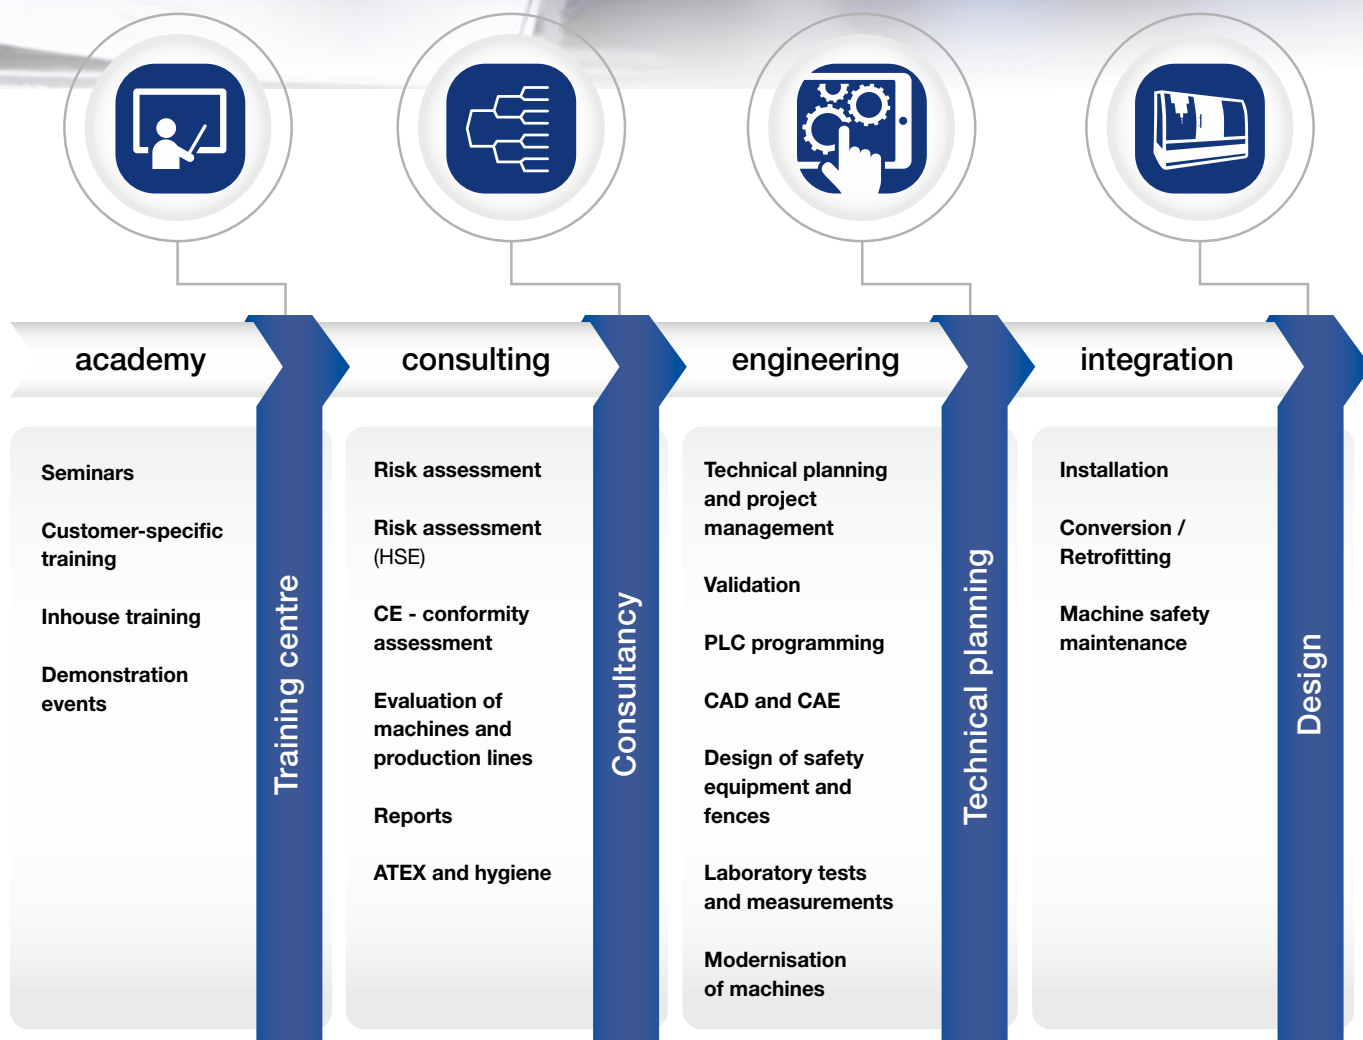 academy
Seminars
Customer-specific
training
Inhouse training
Demonstration
events
Training centre
consulting
Risk assessment
Risk assessment
(HSE)
CE - conformity
assessment
Evaluation of
machines and
production lines
Reports
ATEX and hygiene
Consultancy
engineering
Technical planning
and project
management
Validation
PLC programming
CAD and CAE
Design of safety
equipment and
fences
Laboratory tests
and measurements
Modernisation
of machines
Technical planning
integration
Installation
Conversion /
Retrofitting
Machine safety
maintenance
Design